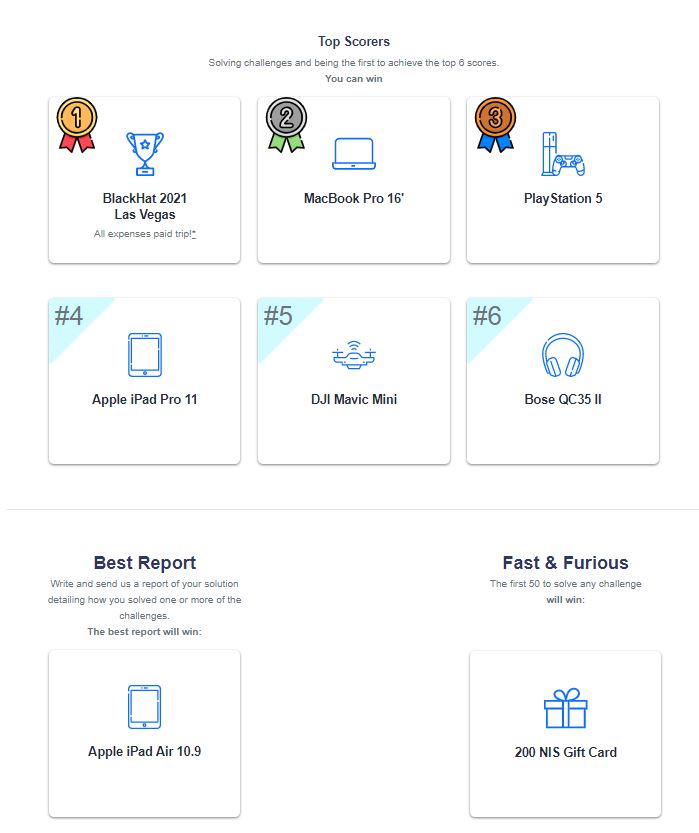 Top Scorers
Solving challenges and being the first to achieve the top 6 scores.
You can win
1
2
3
BlackHat 2021
Las Vegas
All expenses paid trip!*
MacBook Pro 16'
PlayStation 5
#4
#5
#6
Apple iPad Pro 11
DJI Mavic Mini
Bose QC35 II
Best Report
Write and send us a report of your solution
detailing how you solved one or more of the
challenges.
The best report will win:
Apple iPad Air 10.9
Fast & Furious
The first 50 to solve any challenge
will win:
200 NIS Gift Card